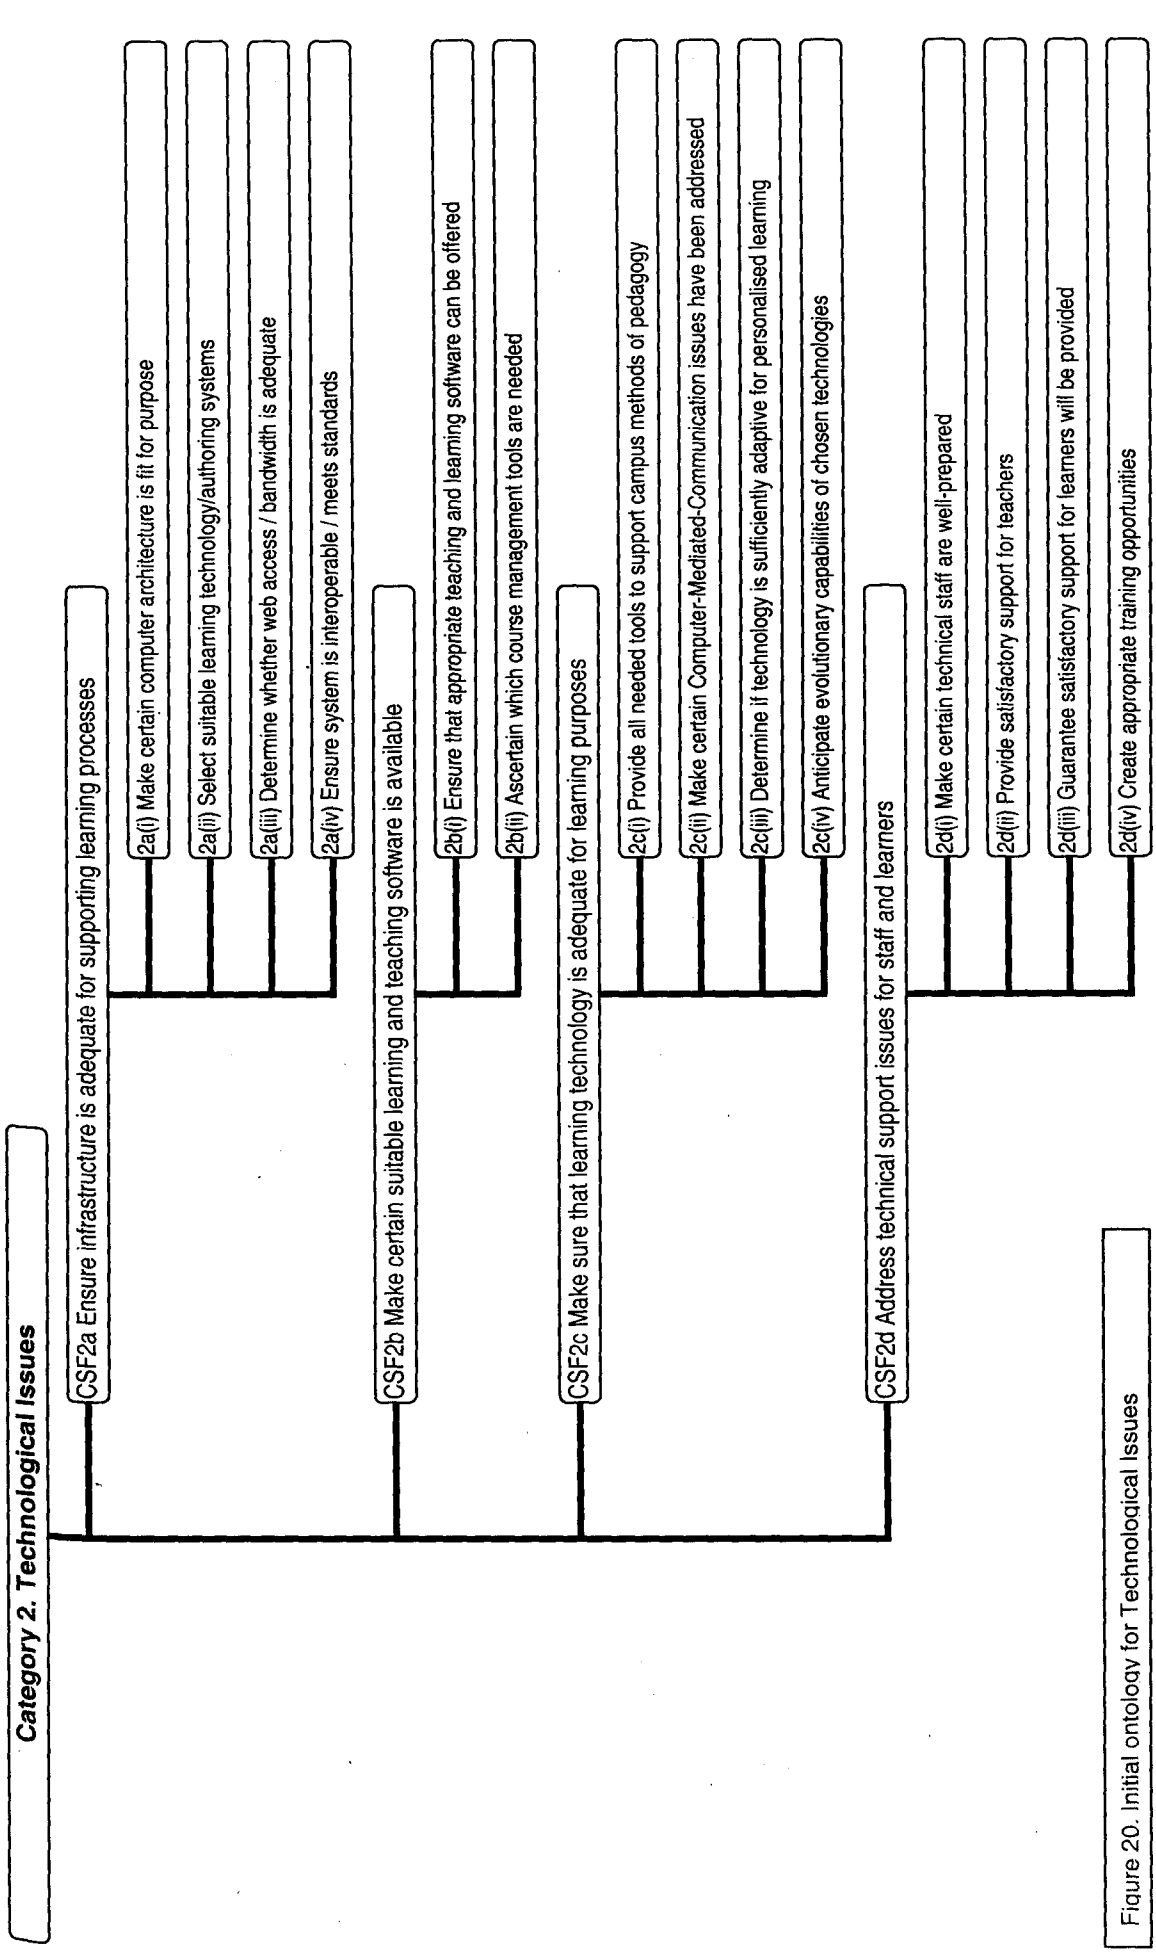 Category 2. Technological Issues
CSF2a Ensure infrastructure is adequate for supporting learning processes
2a(i) Make certain computer architecture is fit for purpose
2a(ii) Select suitable learning technology/authoring systems
2a(iii) Determine whether web access / bandwidth is adequate
2a(iv) Ensure system is interoperable / meets standards
CSF2b Make certain suitable learning and teaching software is available
2b(i) Ensure that appropriate teaching and learning software can be offered
2b(ii) Ascertain which course management tools are needed
CSF2c Make sure that learning technology is adequate for learning purposes
2c(i) Provide all needed tools to support campus methods of pedagogy
2c(ii) Make certain Computer-Mediated-Communication issues have been addressed
2c(iii) Determine if technology is sufficiently adaptive for personalised learning
2c(iv) Anticipate evolutionary capabilities of chosen technologies
CSF2d Address technical support issues for staff and learners
2d(i) Make certain technical staff are well-prepared
2d(ii) Provide satisfactory support for teachers
2d(iii) Guarantee satisfactory support for learners will be provided
2d(iv) Create appropriate training opportunities
Figure 20. Initial ontology for Technological Issues